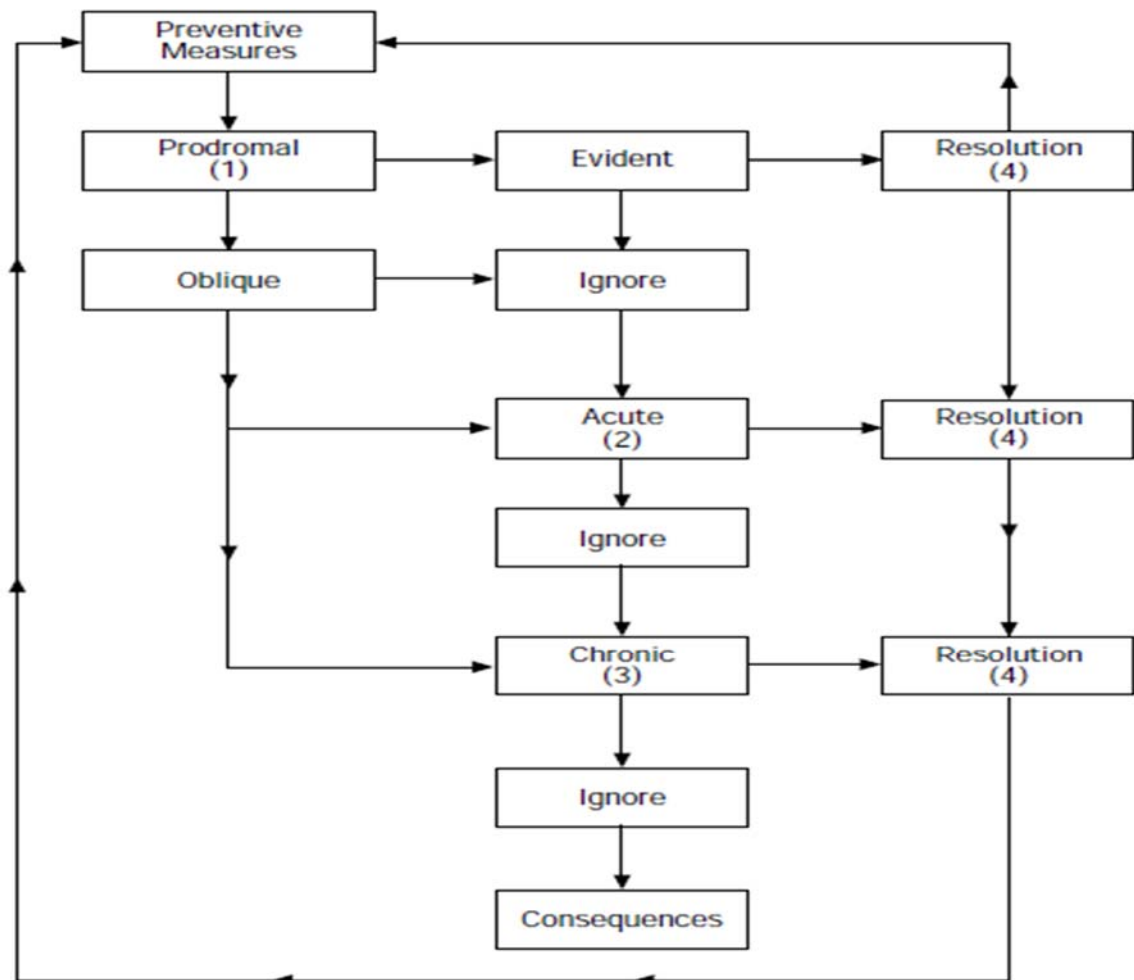 Preventive
Measures
Prodromal
(1)
Evident
Resolution
(4)
Oblique
Ignore
Acute
(2)
Resolution
(4)
Ignore
Chronic
(3)
Resolution
(4)
Ignore
Consequences